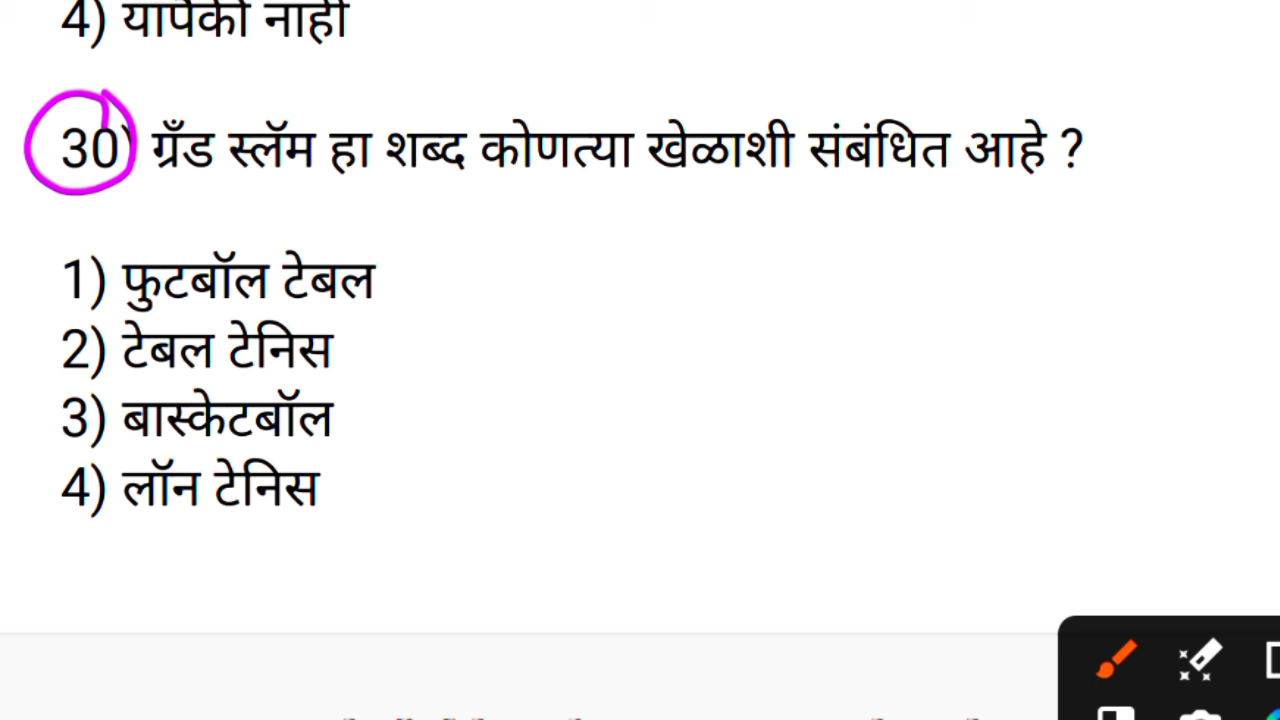 4) यापैकी नाही
30) ग्रँड स्लॅम हा शब्द कोणत्या खेळाशी संबंधित आहे ?
1) फुटबॉल टेबल
2) टेबल टेनिस
3) बास्केटबॉल
4) लॉन टेनिस